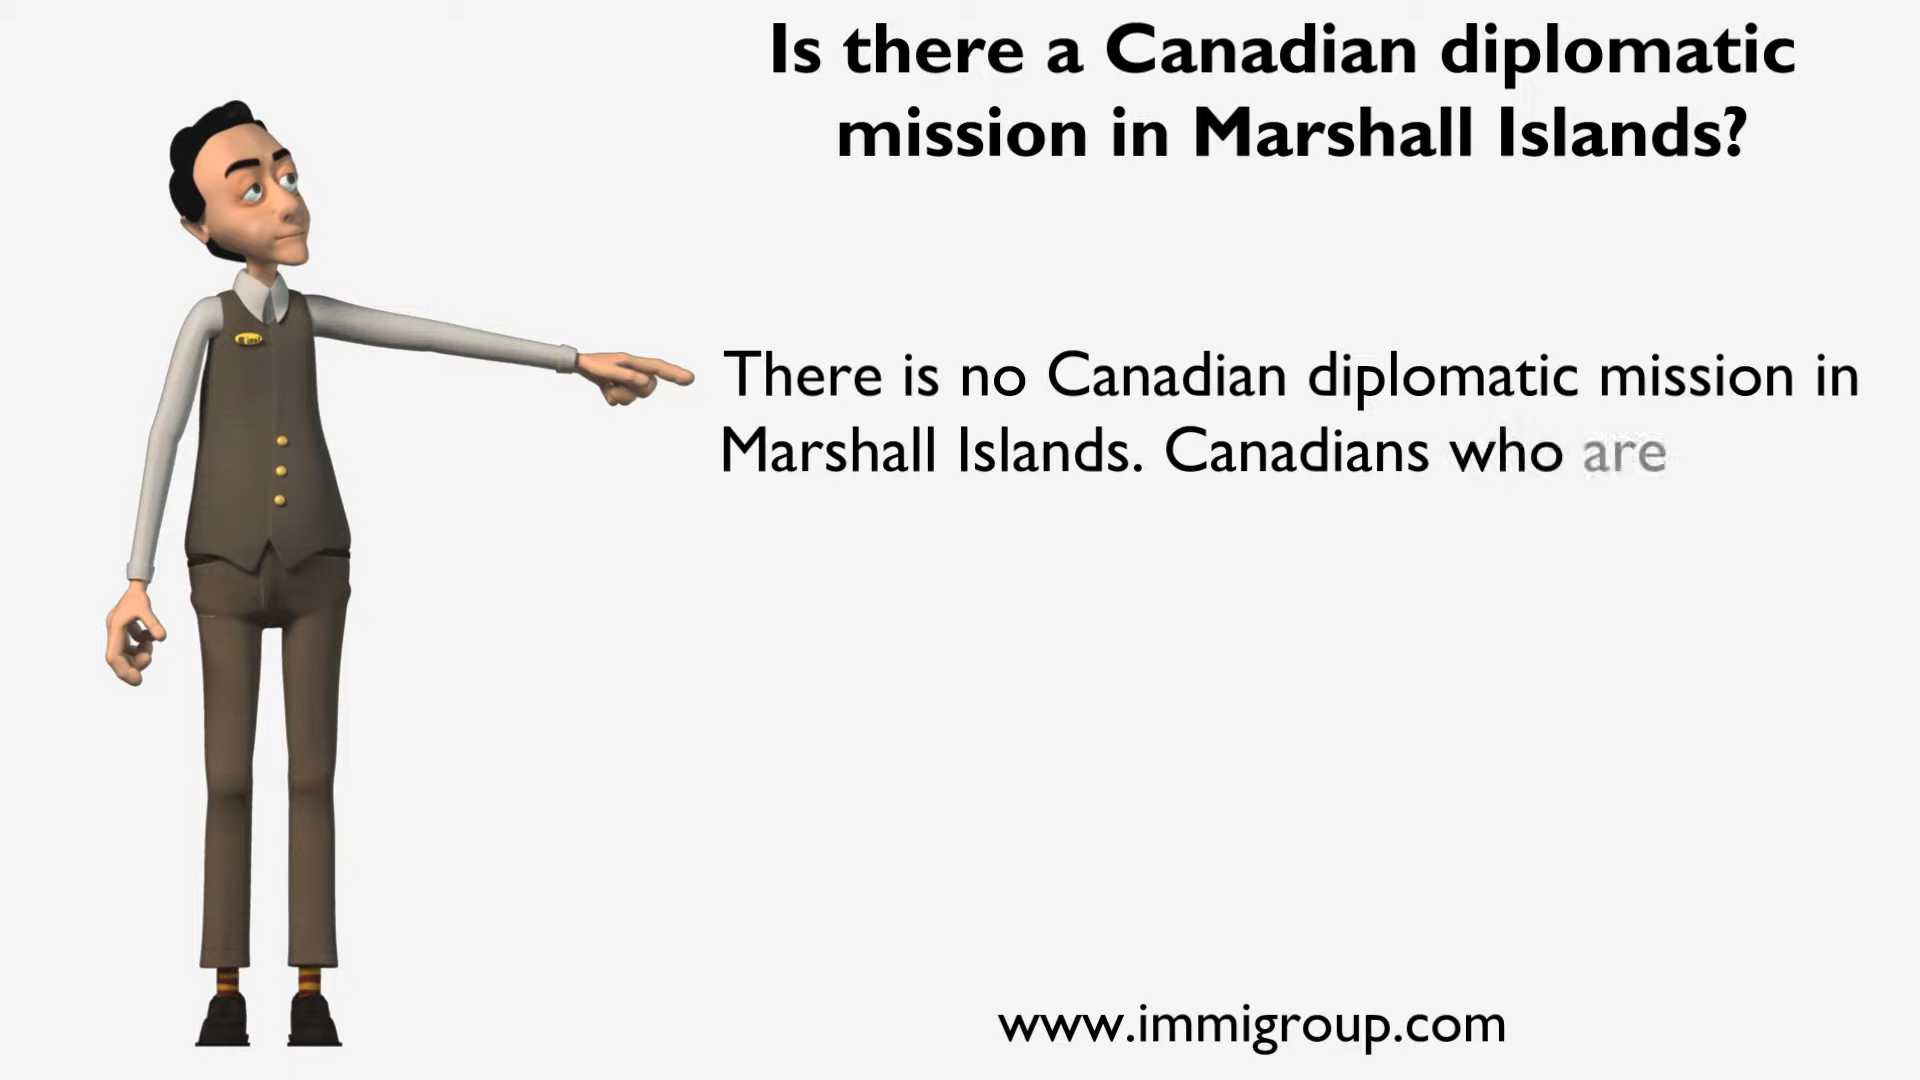 Is there a Canadian diplomatic
mission in Marshall Islands?
There is no Canadian diplomatic mission in
Marshall Islands. Canadians who are
www.immigroup.com